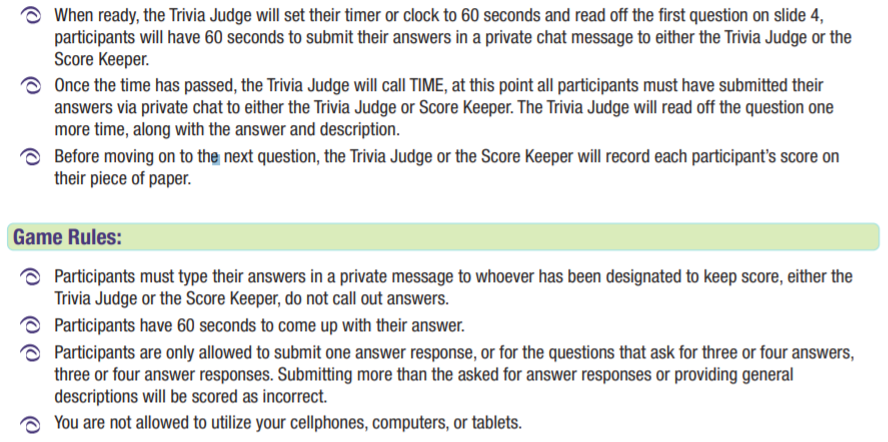 When ready, the Trivia Judge will set their timer or clock to 60 seconds and read off the first question on slide 4,
participants will have 60 seconds to submit their answers in a private chat message to either the Trivia Judge or the
Score Keeper.
Once the time has passed, the Trivia Judge will call TIME, at this point all participants must have submitted their
answers via private chat to either the Trivia Judge or Score Keeper. The Trivia Judge will read off the question one
more time, along with the answer and description.
Before moving on to the next question, the Trivia Judge or the Score Keeper will record each participant's score on
their piece of paper.
Game Rules:
Participants must type their answers in a private message to whoever has been designated to keep score, either the
Trivia Judge or the Score Keeper, do not call out answers.
Participants have 60 seconds to come up with their answer.
Participants are only allowed to submit one answer response, or for the questions that ask for three or four answers,
three or four answer responses. Submitting more than the asked for answer responses or providing general
descriptions will be scored as incorrect.
You are not allowed to utilize your cellphones, computers, or tablets.